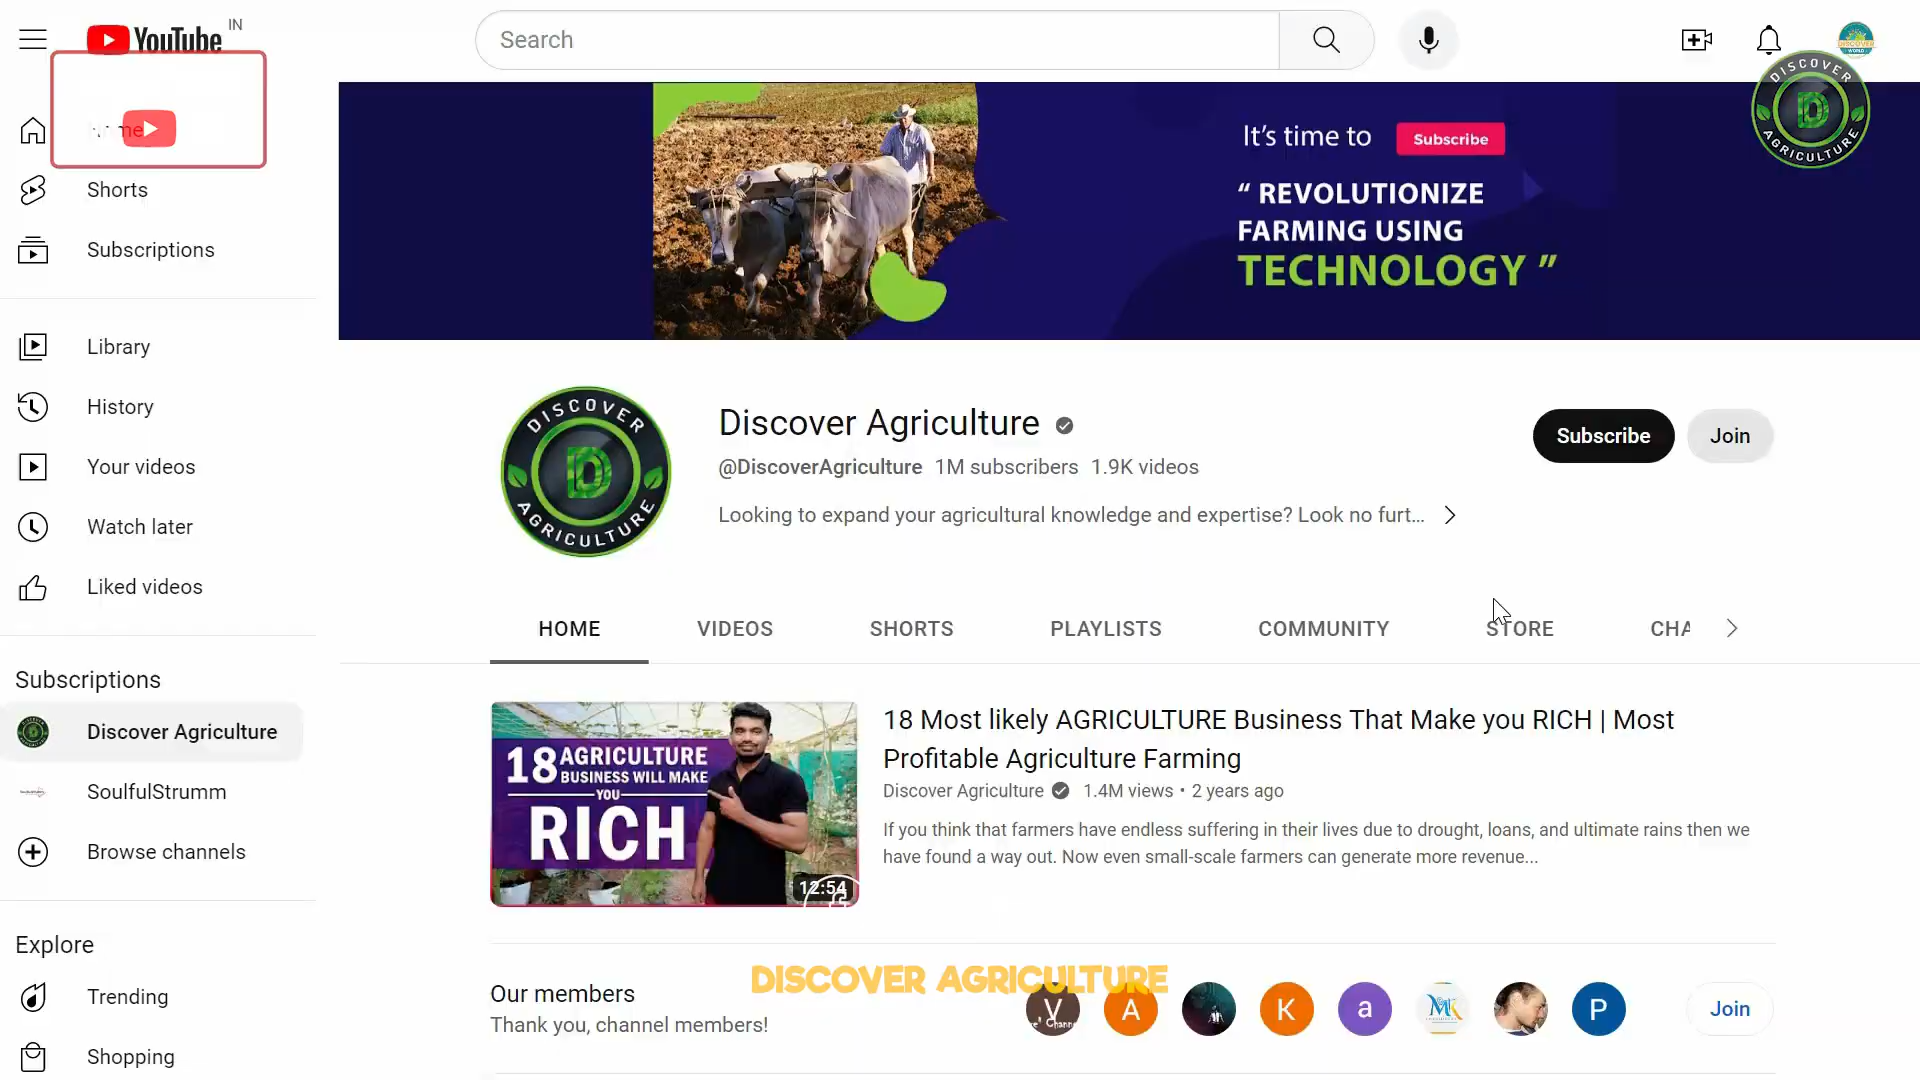 YouTube IN
Search
DISCOVER
AGRICULTURE
It's time to Subscribe
“ REVOLUTIONIZE
FARMING USING
TECHNOLOGY ”
Shorts
Subscriptions
Library
History
Your videos
Watch later
Liked videos
Subscriptions
Discover Agriculture
SoulfulStrumm
Browse channels
Explore
Trending
Shopping
DISCOVER
D
AGRICULTURE
Discover Agriculture
@DiscoverAgriculture 1M subscribers 1.9K videos
Looking to expand your agricultural knowledge and expertise? Look no furt...
Subscribe
Join
HOME VIDEOS SHORTS PLAYLISTS COMMUNITY STORE CHA
18 AGRICULTURE
BUSINESS WILL MAKE
YOU
RICH
12:54
18 Most likely AGRICULTURE Business That Make you RICH | Most
Profitable Agriculture Farming
Discover Agriculture 1.4M views • 2 years ago
If you think that farmers have endless suffering in their lives due to drought, loans, and ultimate rains then we
have found a way out. Now even small-scale farmers can generate more revenue...
DISCOVER AGRICULTURE
Our members
Thank you, channel members!
V A K a P
Join